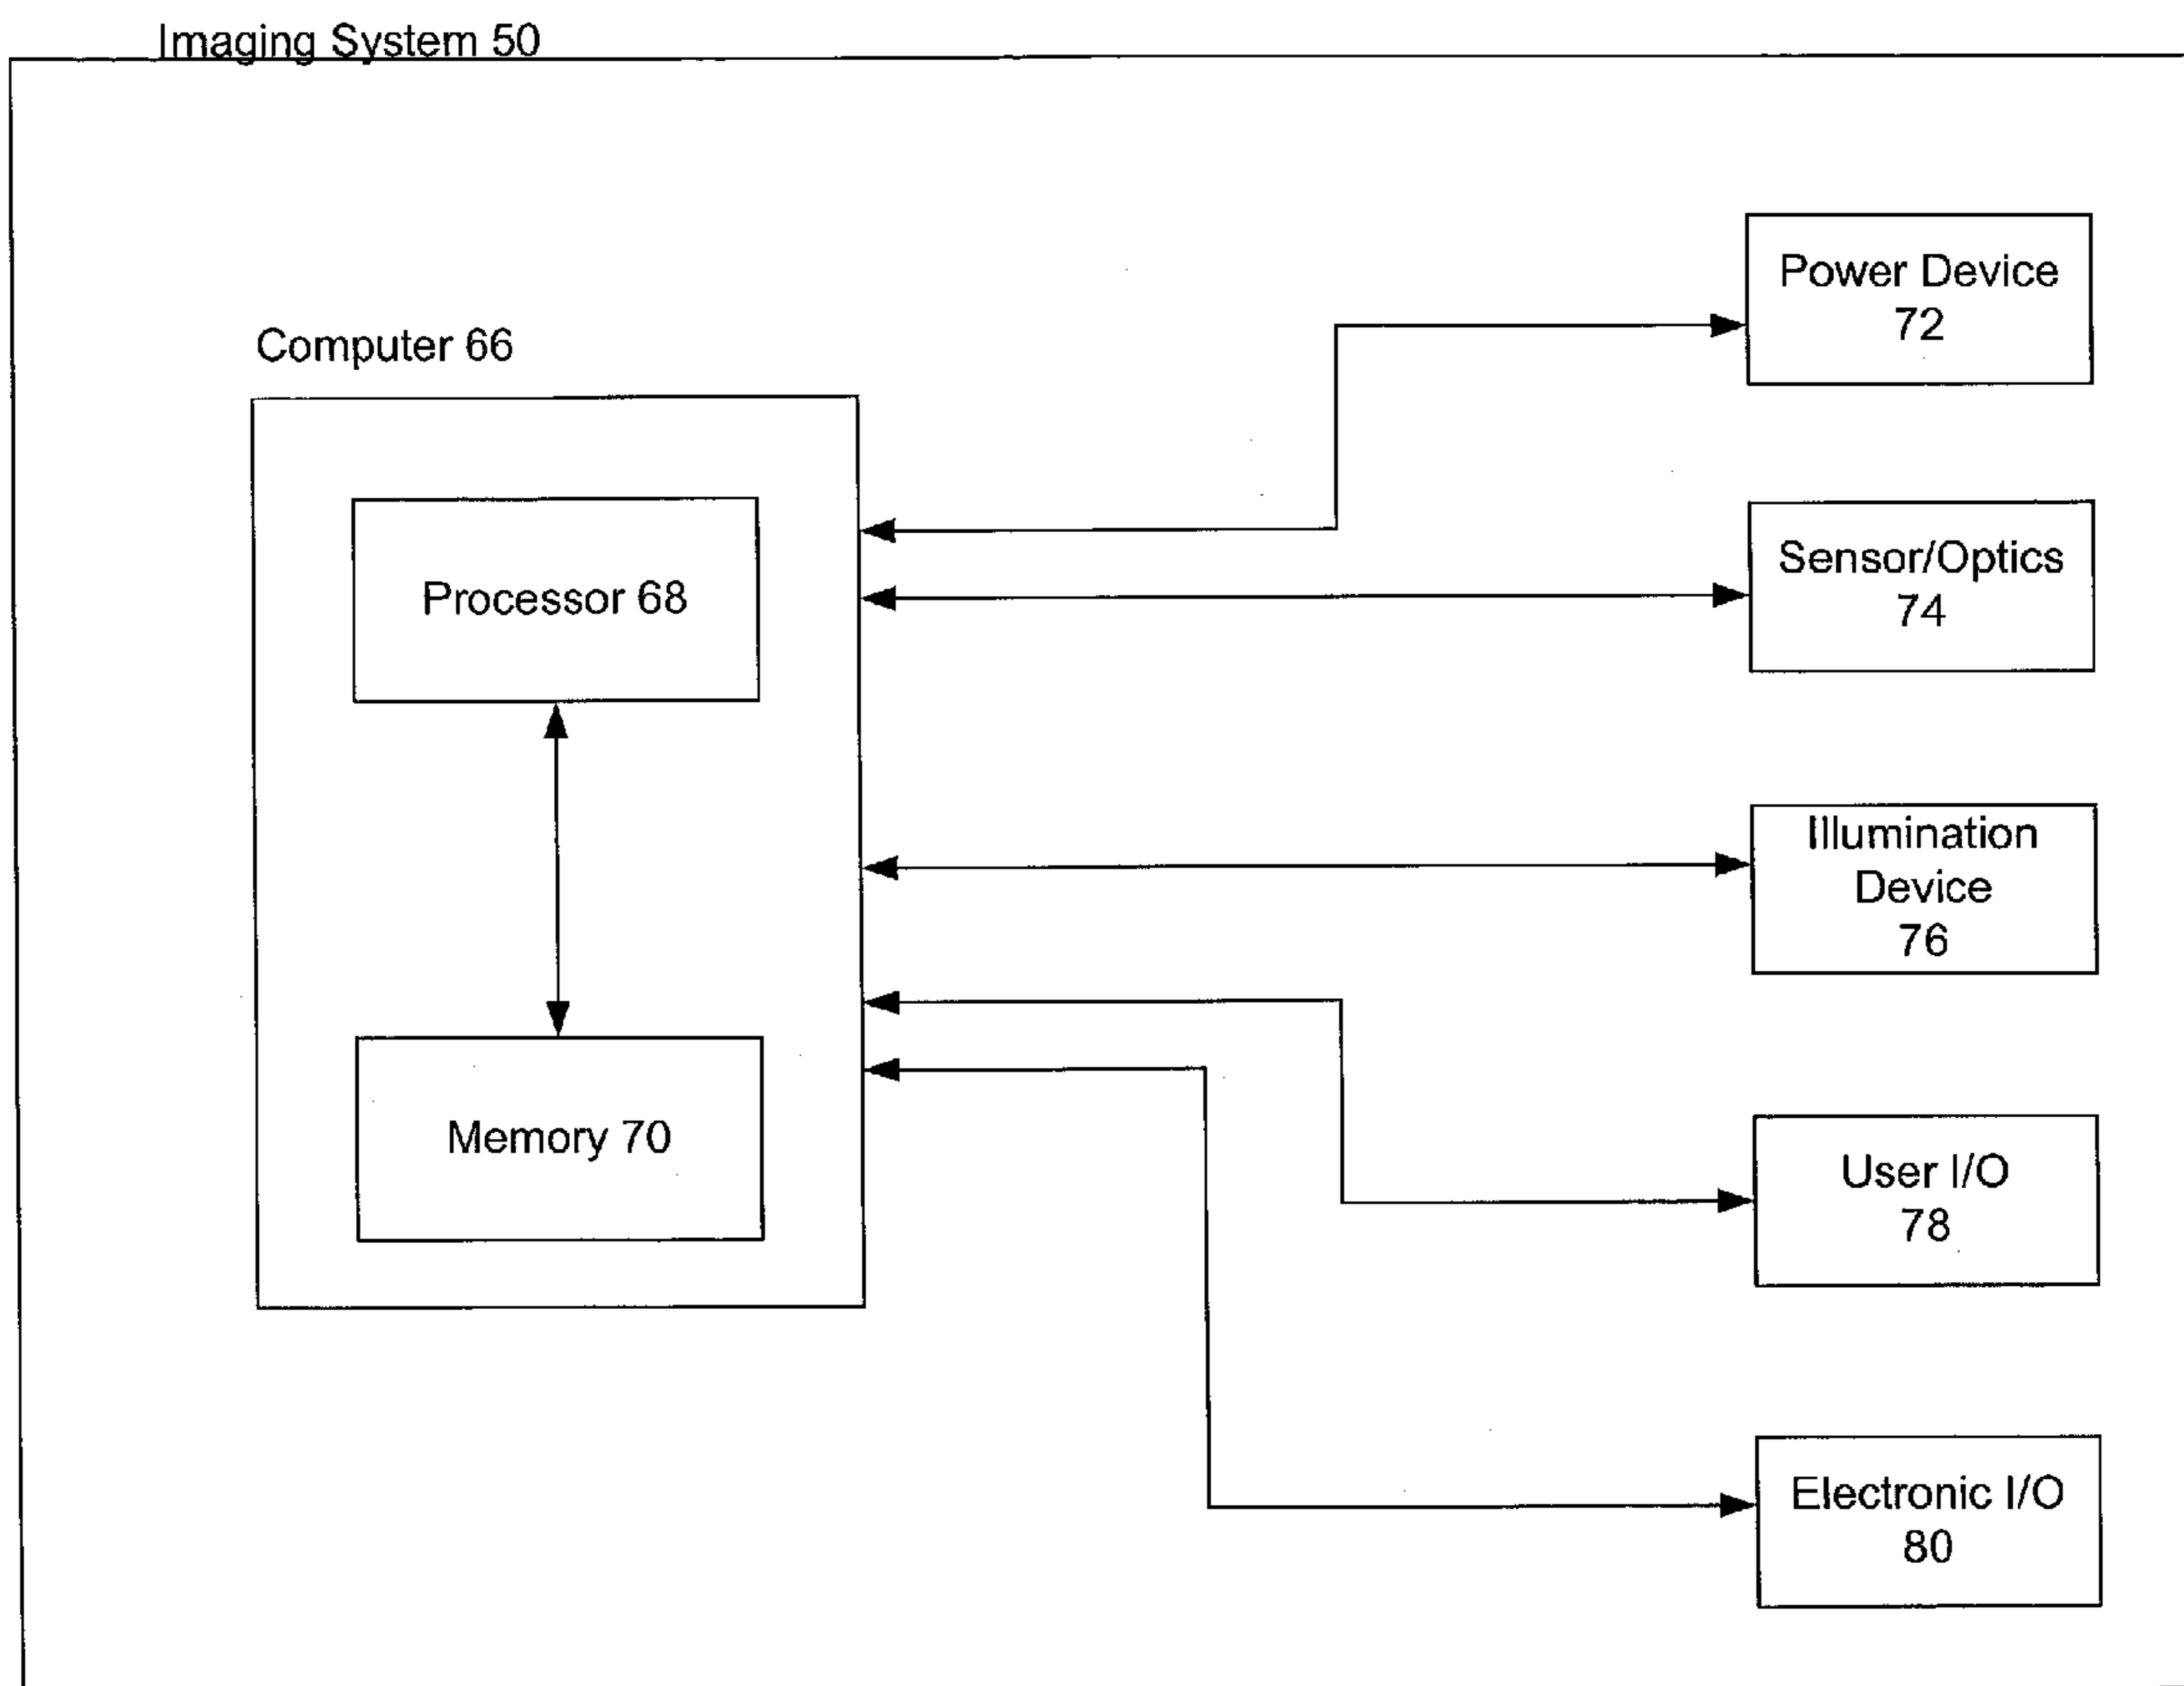 Imaging System 50
Computer 66
Processor 68
Memory 70
Power Device
72
Sensor/Optics
74
Illumination
Device
76
User I/O
78
Electronic I/O
80